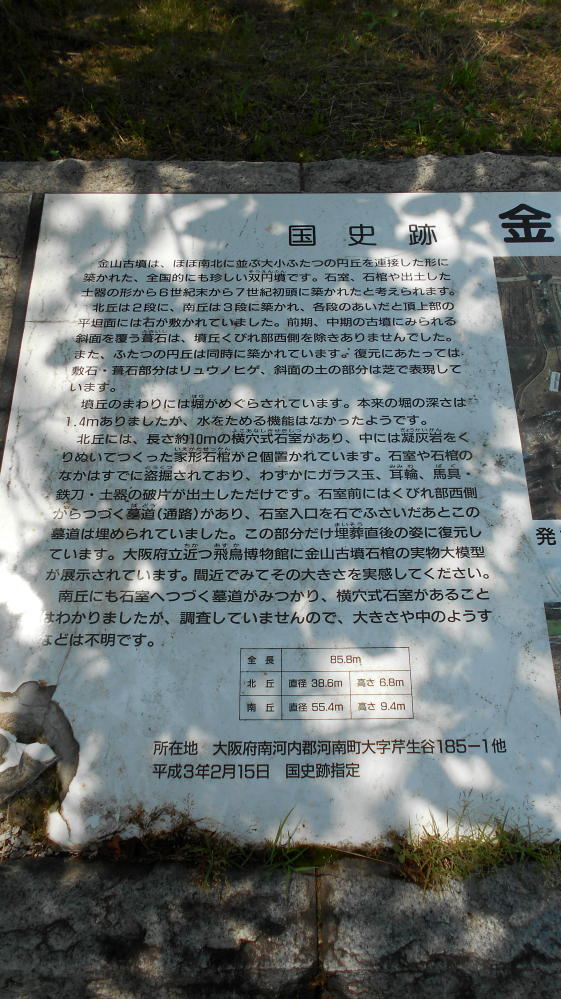 国史跡 金
金山古墳は、ほぼ南北に並ぶ大小ふたつの円丘を連接した形に
築かれた、全国的にも珍しい双円墳です。石室、石棺や出土した
土器の形から6世紀末から7世紀初頭に築かれたと考えられます。
北丘は2段に、南丘は3段に築かれ、各段のあいだと頂上部の
平坦面には石が敷かれていました。前期、中期の古墳にみられる
斜面を覆う葺石は、墳丘くびれ部西側を除きありませんでした。
また、ふたつの円丘は同時に築かれています。復元にあたっては
敷石・葺石部分はリュウノヒゲ、斜面の土の部分は芝で表現して
います。
墳丘のまわりには堀がめぐらされています。本来の堀の深さは
1.4mありましたが、水をためる機能はなかったようです。
北丘には、長さ約10mの横穴式石室があり、中には凝灰岩をく
りぬいてつくった家形石棺が2個置かれています。石室や石棺の
なかはすでに盗掘されており、わずかにガラス玉、耳輪、馬具・
鉄刀・土器の破片が出土しただけです。石室前にはくびれ部西側
からつづく墓道(通路)があり、石室入口を石でふさいだあとこの
墓道は埋められていました。この部分だけ埋葬直後の姿に復元し
ています。大阪府立近つ飛鳥博物館に金山古墳石棺の実物大模型
が展示されています。間近でみてその大きさを実感してください。
南丘にも石室へつづく墓道がみつかり、横穴式石室があること
はわかりましたが、調査していませんので、大きさや中のようす
などは不明です。
全長 85.8m
北丘 直径 38.6m 高さ 6.8m
南丘 直径 55.4m 高さ 9.4m
所在地 大阪府南河内郡河南町大字芹生谷185－1他
平成3年2月15日 国史跡指定
発